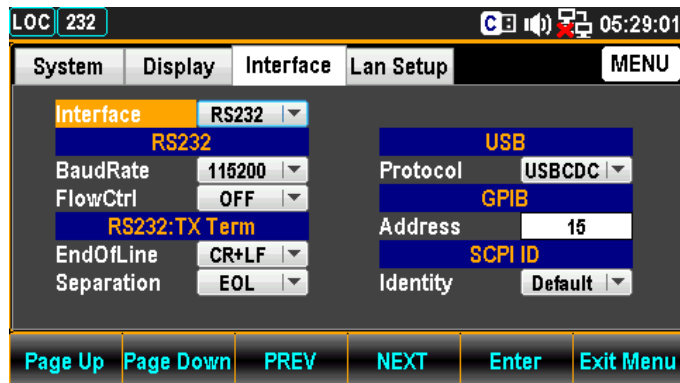 LOC 232 C 05:29:01
System Display Interface Lan Setup MENU
Interface RS232
RS232 USB
BaudRate 115200 Protocol USBCDC
FlowCtrl OFF GPIB
RS232:TX Term Address 15
EndOfLine CR+LF SCPI ID
Separation EOL Identity Default
Page Up Page Down PREV NEXT Enter Exit Menu